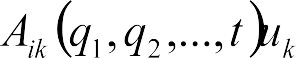 A_{ik}(q_1, q_2, ..., t)u_k